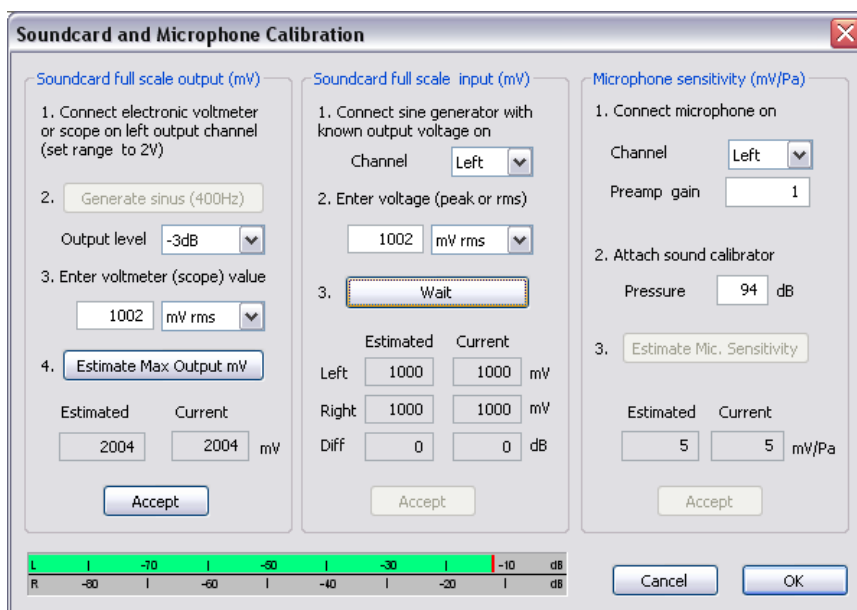 Soundcard and Microphone Calibration
Soundcard full scale output (mV)
1. Connect electronic voltmeter
or scope on left output channel
(set range to 2V)
2. Generate sinus (400Hz)
Output level -3dB
3. Enter voltmeter (scope) value
1002 mV rms
4. Estimate Max Output mV
Estimated Current
2004 2004 mV
Accept
Soundcard full scale input (mV)
1. Connect sine generator with
known output voltage on
Channel Left
2. Enter voltage (peak or rms)
1002 mV rms
3. Wait
Estimated Current
Left 1000 1000 mV
Right 1000 1000 mV
Diff 0 0 dB
Accept
Microphone sensitivity (mV/Pa)
1. Connect microphone on
Channel Left
Preamp gain 1
2. Attach sound calibrator
Pressure 94 dB
3. Estimate Mic. Sensitivity
Estimated Current
5 5 mV/Pa
Accept
L -70 -50 -30 -10 dB
R -80 -60 -40 -20 dB
Cancel OK